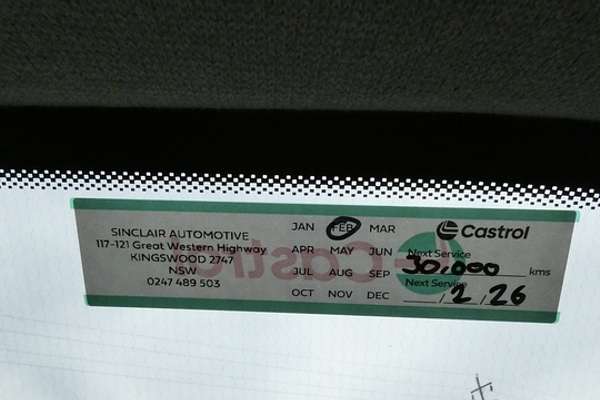 SINCLAIR AUTOMOTIVE
117-121 Great Western Highway
KINGSWOOD 2747
NSW
0247 489 503
JAN FEB MAR
APR MAY JUN
JUL AUG SEP
OCT NOV DEC
Castrol
Next Service
30,000 kms
Next Service
/2/26